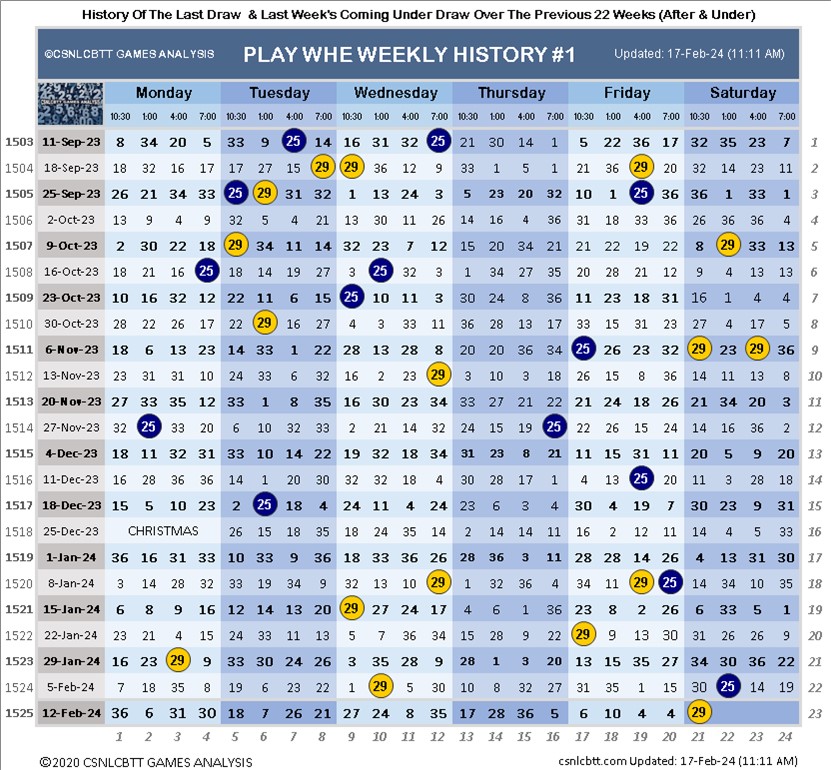 History Of The Last Draw & Last Week's Coming Under Draw Over The Previous 22 Weeks (After & Under)
©CSNLCBTT GAMES ANALYSIS PLAY WHE WEEKLY HISTORY #1 Updated: 17-Feb-24 (11:11 AM)
Monday Tuesday Wednesday Thursday Friday Saturday
10:30 1:00 4:00 7:00 10:30 1:00 4:00 7:00 10:30 1:00 4:00 7:00 10:30 1:00 4:00 7:00 10:30 1:00 4:00 7:00 10:30 1:00 4:00 7:00
1503 11-Sep-23 8 34 20 5 33 9 25 14 16 31 32 25 21 30 14 1 5 22 36 17 32 35 23 7 1
1504 18-Sep-23 18 32 16 17 17 27 15 29 29 36 12 9 33 1 5 1 21 36 29 20 32 14 23 11 2
1505 25-Sep-23 26 21 34 33 25 29 31 32 1 13 24 3 5 23 20 32 10 1 25 36 36 1 33 1 3
1506 2-Oct-23 13 9 4 9 32 5 4 21 13 30 11 26 14 16 4 36 31 18 33 36 26 36 36 4 4
1507 9-Oct-23 2 30 22 18 29 34 11 14 32 23 7 12 15 20 34 21 21 22 19 22 8 29 33 13 5
1508 16-Oct-23 18 21 16 25 18 14 19 27 3 25 32 3 1 34 27 35 20 28 21 12 9 4 13 13 6
1509 23-Oct-23 10 16 32 12 22 11 6 15 25 10 11 3 30 24 8 36 11 23 18 31 16 1 4 4 7
1510 30-Oct-23 28 22 26 17 22 29 16 27 4 3 33 11 36 28 13 17 33 15 31 23 27 4 17 5 8
1511 6-Nov-23 18 6 13 23 14 33 1 22 28 13 28 8 20 20 36 34 25 26 23 32 29 23 29 36 9
1512 13-Nov-23 23 31 31 10 24 33 6 32 16 2 23 29 3 10 3 18 26 15 8 36 14 11 13 8 10
1513 20-Nov-23 27 33 35 12 33 1 8 35 16 30 23 34 33 27 21 22 21 24 18 26 21 34 20 3 11
1514 27-Nov-23 32 25 33 20 6 10 32 33 2 21 14 32 24 15 19 25 22 26 15 24 14 16 36 2 12
1515 4-Dec-23 18 11 32 31 33 10 14 22 19 32 18 34 31 23 8 21 11 15 31 11 20 5 9 20 13
1516 11-Dec-23 16 28 36 36 14 1 20 30 32 32 18 4 30 28 17 1 34 13 25 20 11 3 28 18 14
1517 18-Dec-23 15 5 10 23 2 25 18 4 24 11 4 24 23 6 3 4 30 4 19 7 30 23 9 31 15
1518 25-Dec-23 CHRISTMAS 26 15 18 35 18 24 35 14 2 14 14 11 16 2 12 11 14 4 5 33 16
1519 1-Jan-24 36 16 31 33 10 33 9 36 18 33 36 26 28 36 3 11 28 28 14 26 4 13 31 30 17
1520 8-Jan-24 3 14 28 32 33 19 34 9 32 13 10 29 1 32 36 4 34 11 29 25 14 34 10 35 18
1521 15-Jan-24 6 8 9 16 12 14 13 20 29 27 24 17 4 6 1 36 23 8 2 26 6 33 5 1 19
1522 22-Jan-24 23 21 4 15 24 33 11 13 5 7 36 34 15 28 9 22 29 9 13 30 31 26 26 9 20
1523 29-Jan-24 16 23 29 9 33 30 24 26 3 35 28 9 28 1 3 20 13 15 35 27 34 30 36 22 21
1524 5-Feb-24 7 18 35 8 19 6 23 22 1 29 5 30 10 8 32 27 31 35 1 15 30 25 14 19 22
1525 12-Feb-24 36 6 31 30 18 7 26 21 27 24 8 35 17 28 36 5 6 10 4 4 29 23
1 2 3 4 5 6 7 8 9 10 11 12 13 14 15 16 17 18 19 20 21 22 23 24
©2020 CSNLCBTT GAMES ANALYSIS csnlcbtt.com Updated: 17-Feb-24 (11:11 AM)